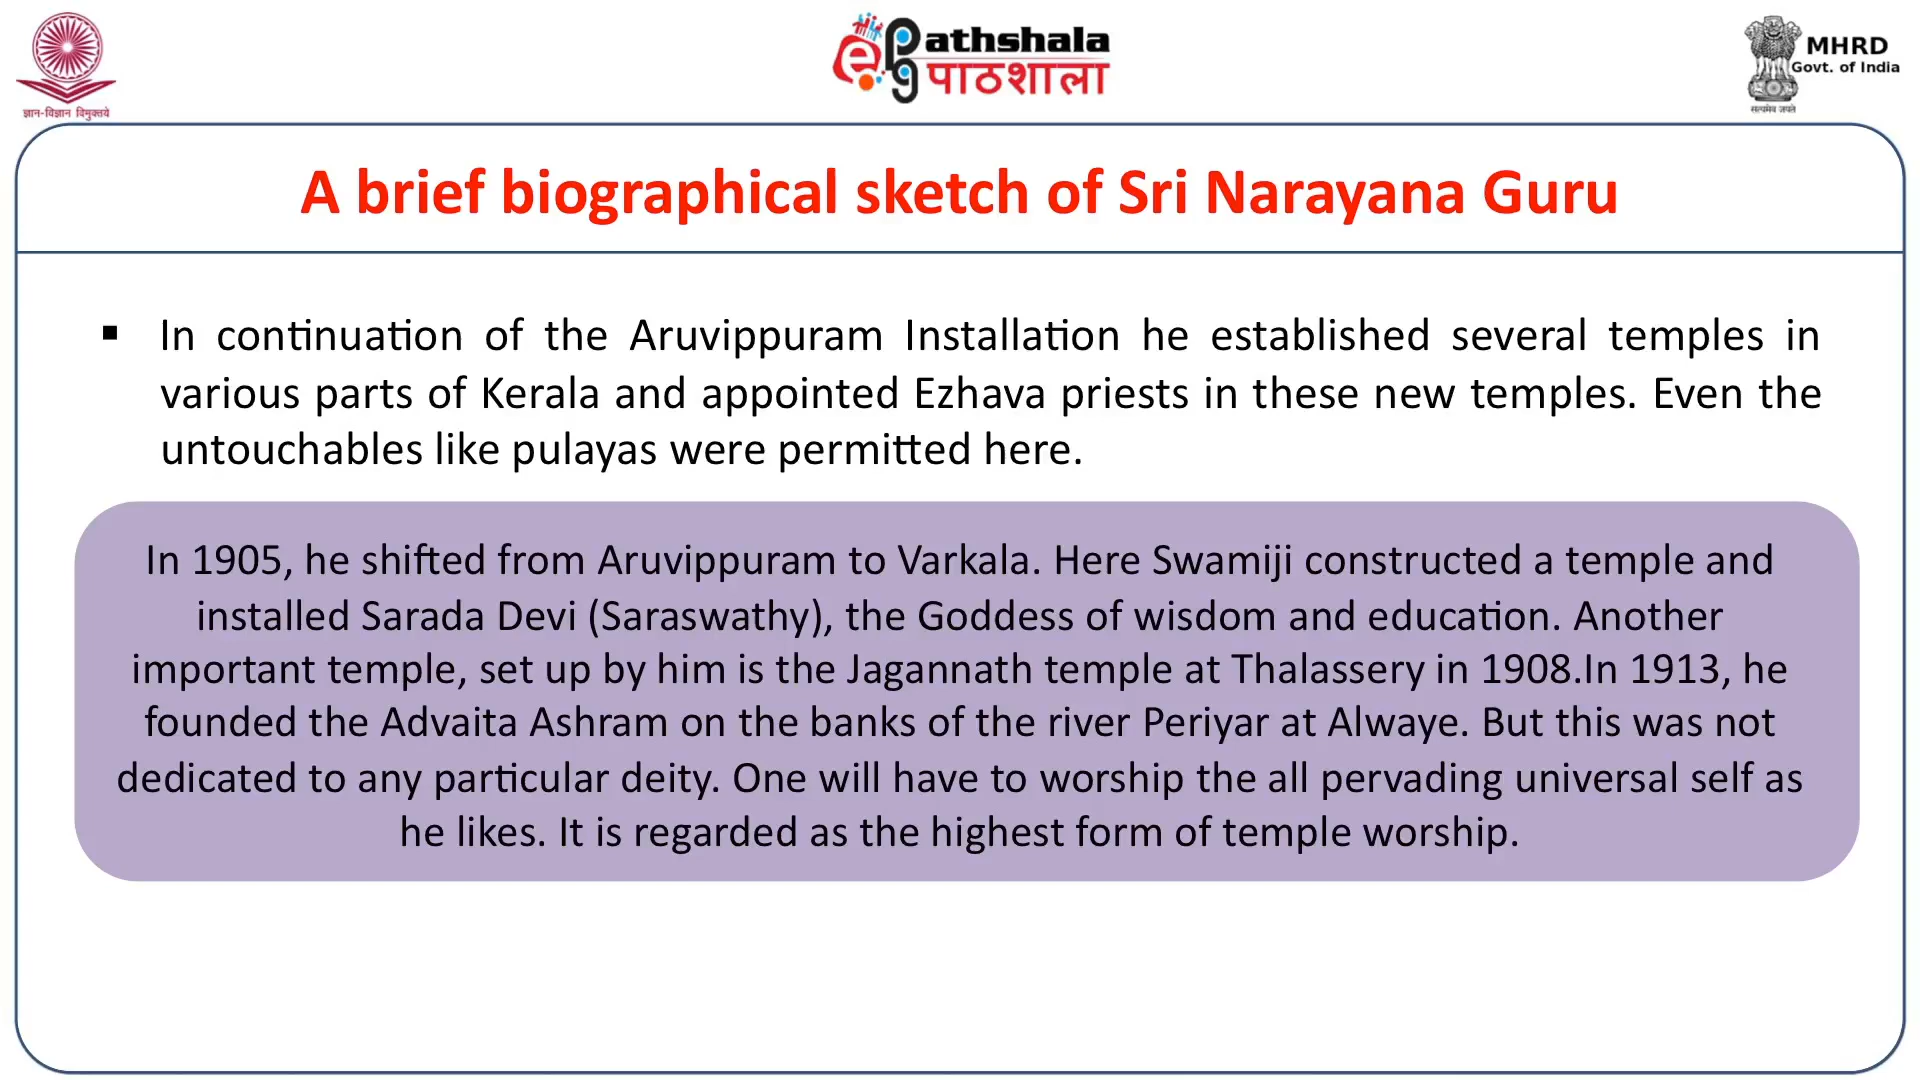 ज्ञान-विज्ञान विमुक्तये
ePG Pathshala
पाठशाला
MHRD
Govt. of India
सत्यमेव जयते
A brief biographical sketch of Sri Narayana Guru
▪ In continuation of the Aruvippuram Installation he established several temples in
various parts of Kerala and appointed Ezhava priests in these new temples. Even the
untouchables like pulayas were permitted here.
In 1905, he shifted from Aruvippuram to Varkala. Here Swamiji constructed a temple and
installed Sarada Devi (Saraswathy), the Goddess of wisdom and education. Another
important temple, set up by him is the Jagannath temple at Thalassery in 1908.In 1913, he
founded the Advaita Ashram on the banks of the river Periyar at Alwaye. But this was not
dedicated to any particular deity. One will have to worship the all pervading universal self as
he likes. It is regarded as the highest form of temple worship.